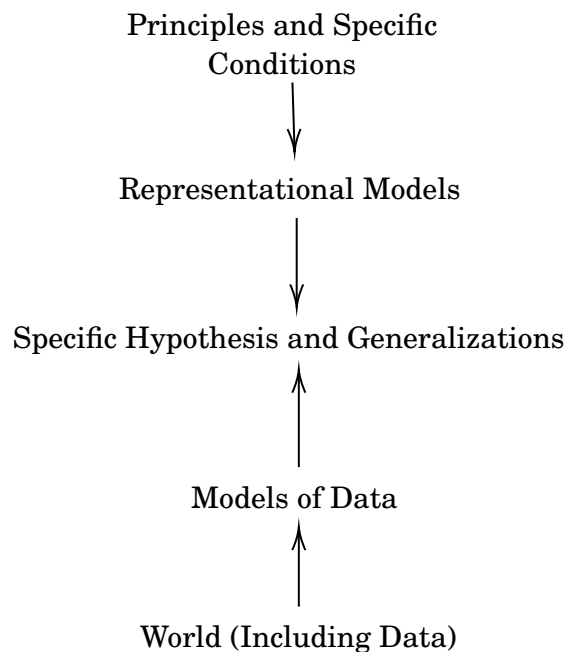 Principles and Specific
Conditions
Representational Models
Specific Hypothesis and Generalizations
Models of Data
World (Including Data)